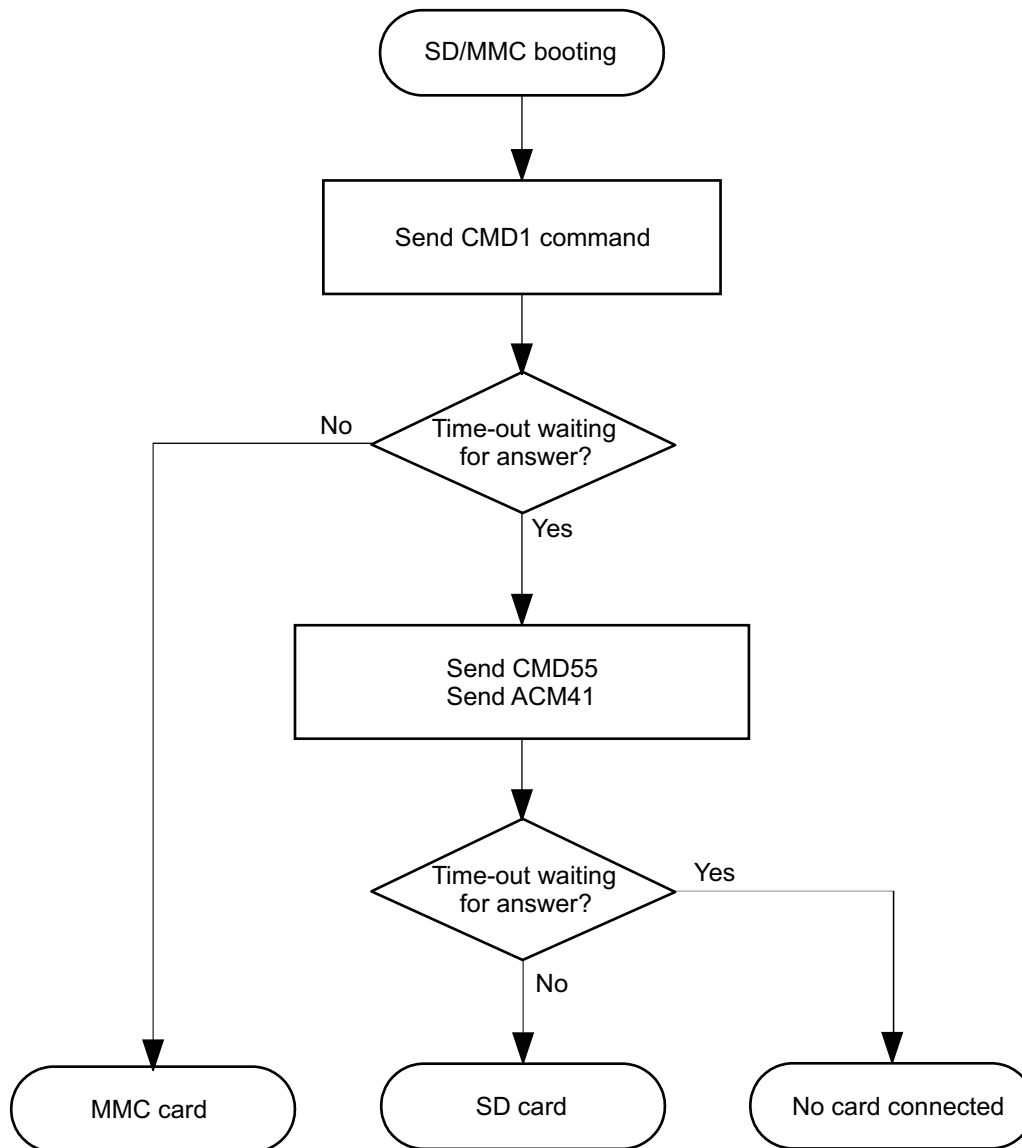 SD/MMC booting
Send CMD1 command
No
Time-out waiting
for answer?
Yes
Send CMD55
Send ACM41
Time-out waiting
for answer?
Yes
No
MMC card
SD card
No card connected